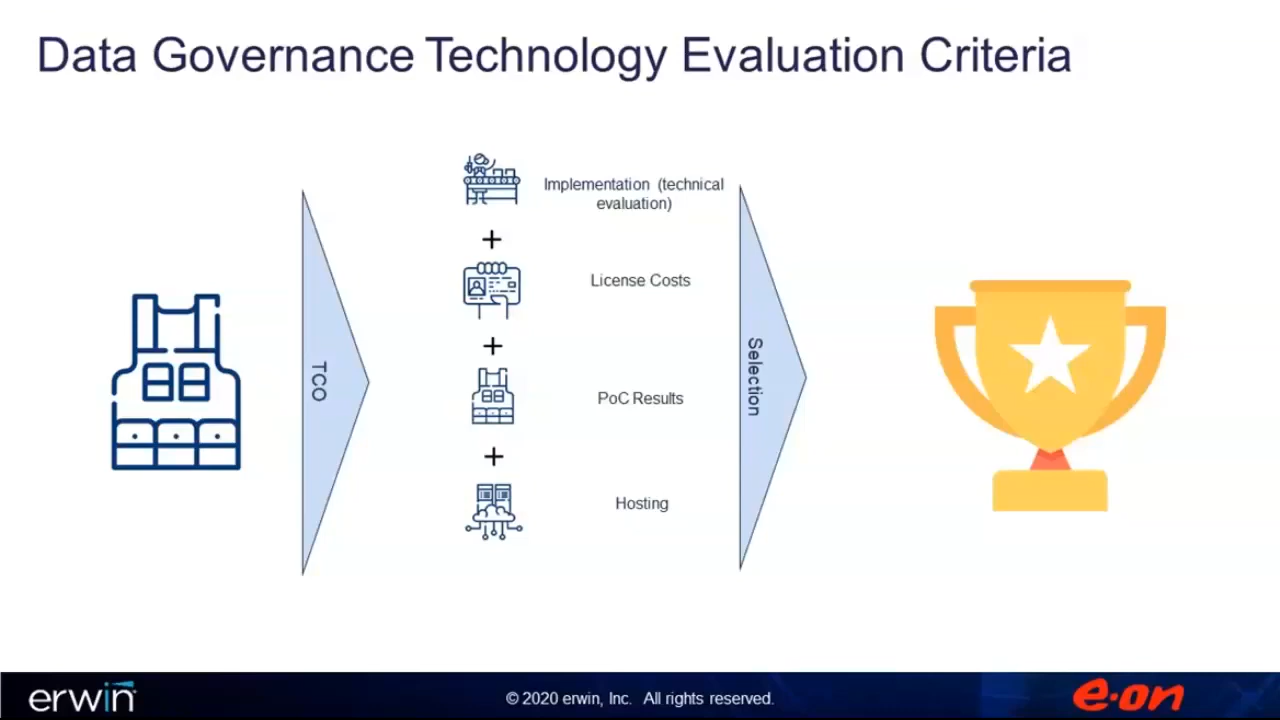 Data Governance Technology Evaluation Criteria
Implementation (technical
evaluation)
+
License Costs
+
TCO
Selection
PoC Results
+
Hosting
erwin
© 2020 erwin, Inc. All rights reserved.
e·on